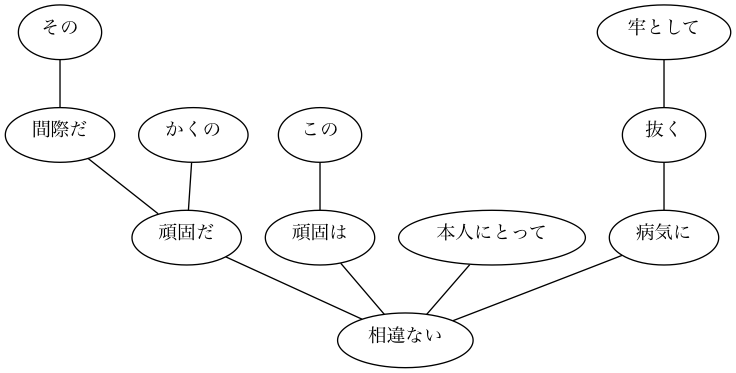 その 牢として
間際だ かくの この 抜く
頑固だ 頑固は 本人にとって 病気に
相違ない